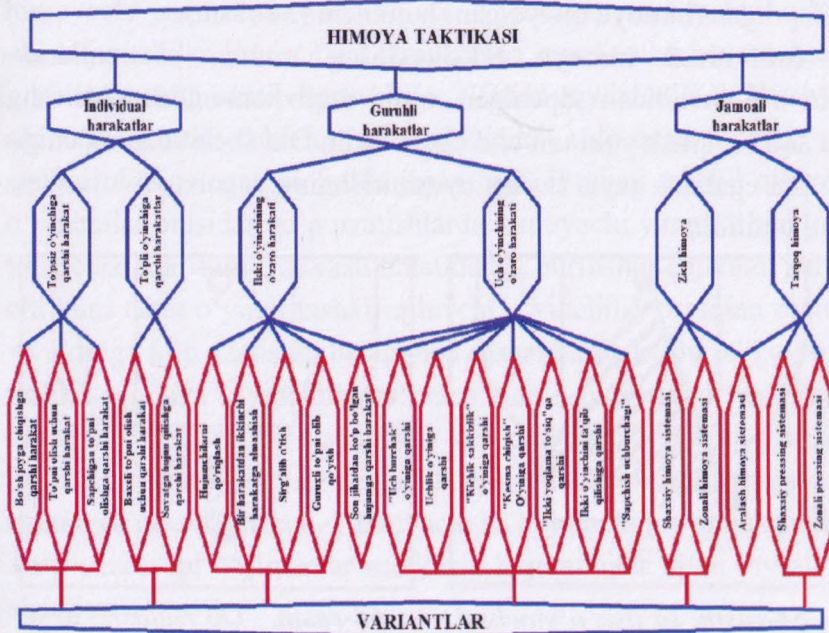 HIMOYA TAKTIKASI
Individual
harakatlar
Guruhli
harakatlar
Jamoali
harakatlar
To'psiz o'yinchiga
qarshi harakat
To'pli o'yinchiga
qarshi harakatlar
Ikki o'yinchining
o'zaro harakati
Uch o'yinchining
o'zaro harakati
Zich himoya
Tarqoq himoya
Bo'sh joyga chiqishga
qarshi harakat
To'pni olish uchun
qarshi harakat
Sapchigan to'pni
olishga qarshi harakat
Baxsli to'pni olish
uchun qarshi harakat
Savatga hujum qilishga
qarshi harakat
Hujumchilarni
qo'riqlash
Bir harakatdan ikkinchi
harakatga almashish
Sirg'alib o'tish
Guruxli to'pni olib
qo'yish
Son jihatdan ko'p bo'lgan
hujumga qarshi harakat
"Uch burchak"
o'yiniga qarshi
Uchlik o'yiniga
qarshi
"Kichik sakkizlik"
o'yiniga qarshi
"Kesma chiqish"
O'yiniga qarshi
"Ikki yoqlama to'siq"qa
qarshi
Ikki o'yinchini ta'qib
qilishiga qarshi
"Sapchish uchburchagi"
Shaxsiy himoya sistemasi
Zonali himoya sistemasi
Aralash himoya sistemasi
Shaxsiy pressing sistemasi
Zonali pressing sistemasi
VARIANTLAR